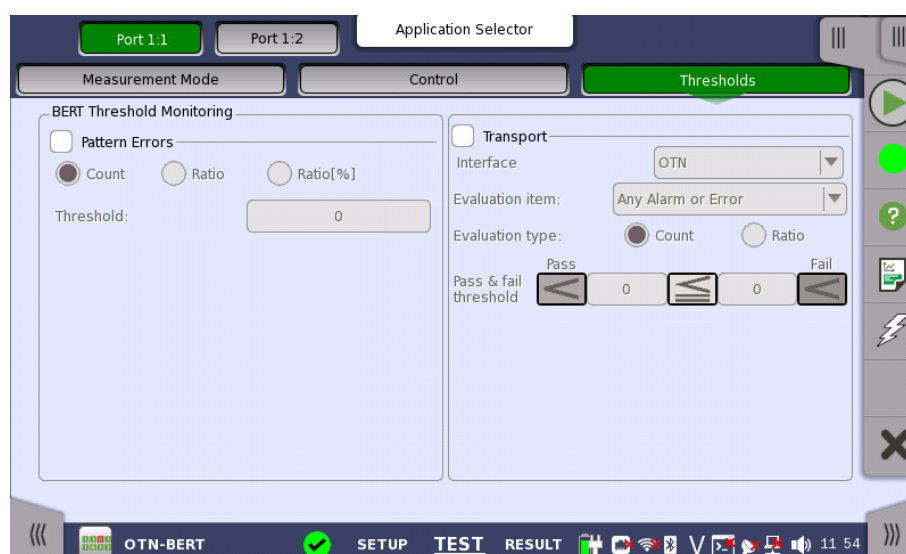 Port 1:1 Port 1:2 Application Selector
Measurement Mode Control Thresholds
BERT Threshold Monitoring
Pattern Errors
Count Ratio Ratio[%]
Threshold: 0
Transport
Interface OTN
Evaluation item: Any Alarm or Error
Evaluation type: Count Ratio
Pass Fail
Pass & fail
threshold < 0 ≤ 0 <
?
OTN-BERT SETUP TEST RESULT 11 54